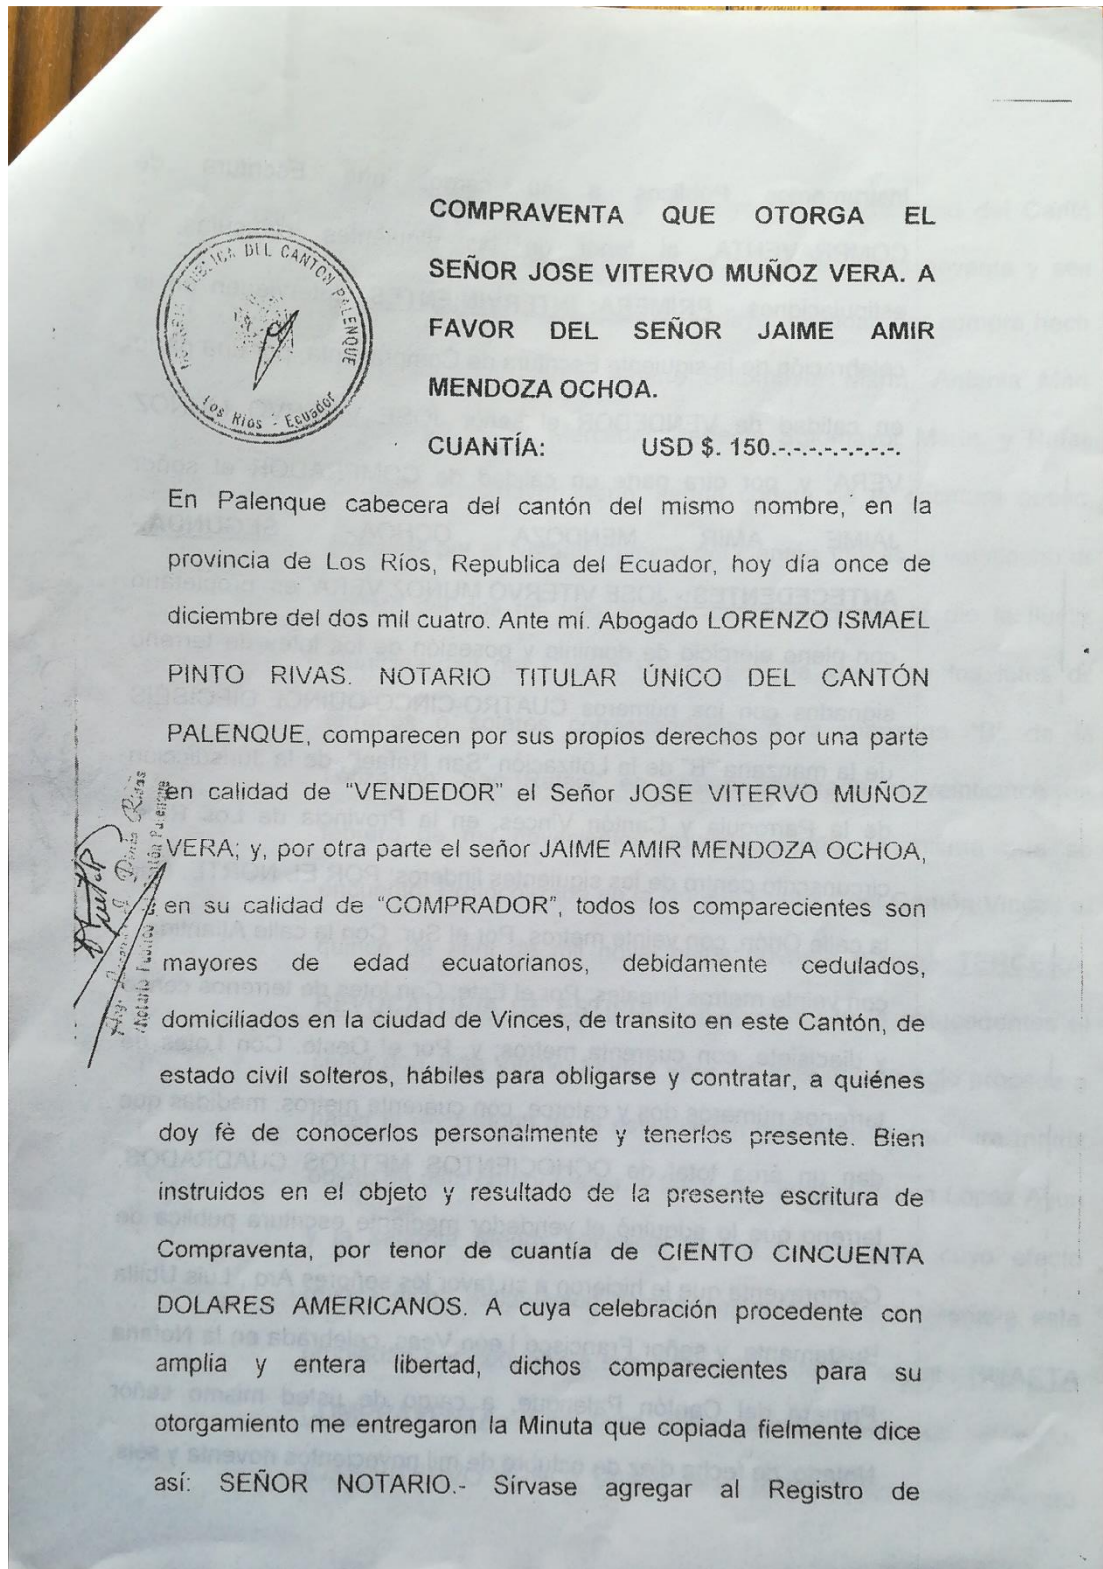 COMPRAVENTA QUE OTORGA EL
SEÑOR JOSE VITERVO MUÑOZ VERA. A
FAVOR DEL SEÑOR JAIME AMIR
MENDOZA OCHOA.
CUANTÍA: USD $. 150.-.-.-.-.-.-.-.-.
PUBLICA DEL CANTON PALENQUE
Los Rios - Ecuador
En Palenque cabecera del cantón del mismo nombre, en la
provincia de Los Ríos, Republica del Ecuador, hoy día once de
diciembre del dos mil cuatro. Ante mí. Abogado LORENZO ISMAEL
PINTO RIVAS. NOTARIO TITULAR ÚNICO DEL CANTÓN
PALENQUE, comparecen por sus propios derechos por una parte
en calidad de “VENDEDOR” el Señor JOSE VITERVO MUÑOZ
VERA; y, por otra parte el señor JAIME AMIR MENDOZA OCHOA,
en su calidad de “COMPRADOR”, todos los comparecientes son
mayores de edad ecuatorianos, debidamente cedulados,
domiciliados en la ciudad de Vinces, de transito en este Cantón, de
estado civil solteros, hábiles para obligarse y contratar, a quiénes
doy fè de conocerlos personalmente y tenerlos presente. Bien
instruidos en el objeto y resultado de la presente escritura de
Compraventa, por tenor de cuantía de CIENTO CINCUENTA
DOLARES AMERICANOS. A cuya celebración procedente con
amplia y entera libertad, dichos comparecientes para su
otorgamiento me entregaron la Minuta que copiada fielmente dice
así: SEÑOR NOTARIO.- Sírvase agregar al Registro de